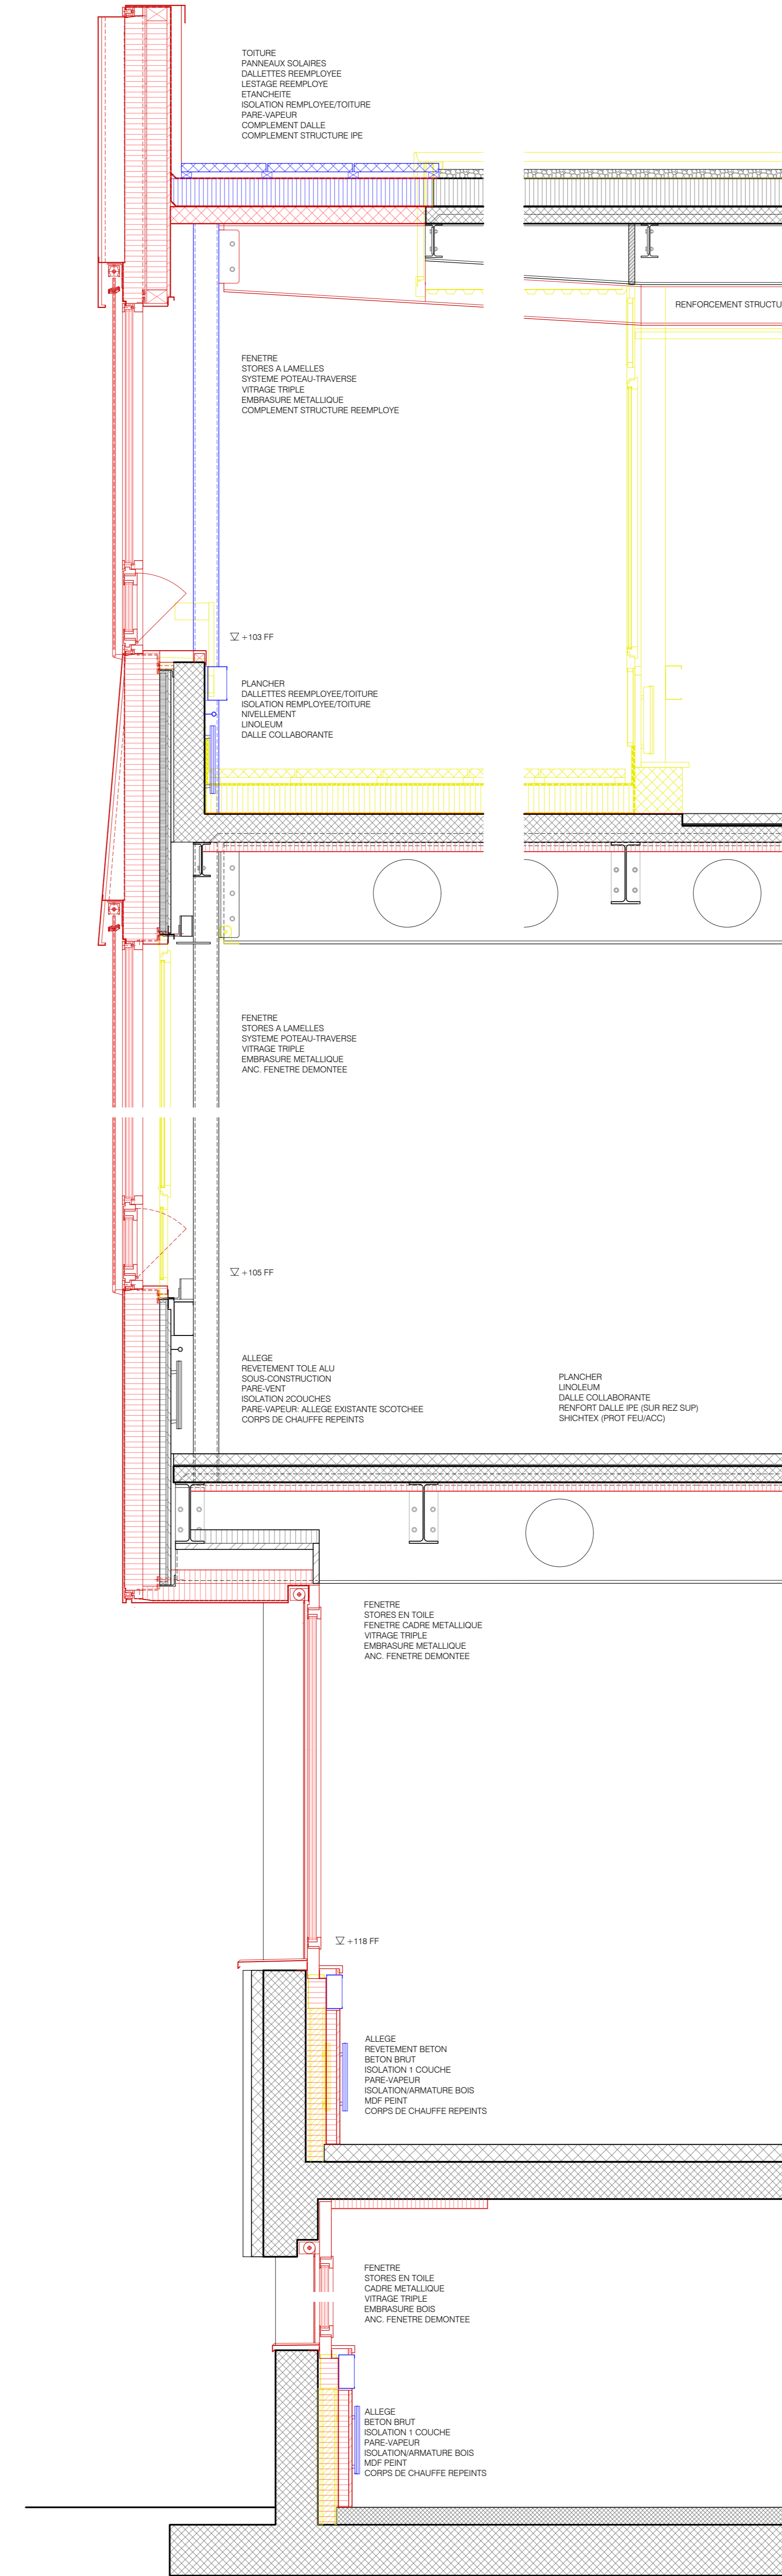 TOITURE
PANNEAUX SOLAIRES
DALLETTES REEMPLOYEE
LESTAGE REEMPLOYE
ETANCHEITE
ISOLATION REMPLOYEE/TOITURE
PARE-VAPEUR
COMPLEMENT DALLE
COMPLEMENT STRUCTURE IPE
RENFORCEMENT STRUCTU
FENETRE
STORES A LAMELLES
SYSTEME POTEAU-TRAVERSE
VITRAGE TRIPLE
EMBRASURE METALLIQUE
COMPLEMENT STRUCTURE REEMPLOYE
+103 FF
PLANCHER
DALLETTES REEMPLOYEE/TOITURE
ISOLATION REMPLOYEE/TOITURE
NIVELLEMENT
LINOLEUM
DALLE COLLABORANTE
FENETRE
STORES A LAMELLES
SYSTEME POTEAU-TRAVERSE
VITRAGE TRIPLE
EMBRASURE METALLIQUE
ANC. FENETRE DEMONTEE
+105 FF
ALLEGE
REVETEMENT TOLE ALU
SOUS-CONSTRUCTION
PARE-VENT
ISOLATION 2COUCHES
PARE-VAPEUR: ALLEGE EXISTANTE SCOTCHEE
CORPS DE CHAUFFE REPEINTS
PLANCHER
LINOLEUM
DALLE COLLABORANTE
RENFORT DALLE IPE (SUR REZ SUP)
SHICHTEX (PROT FEU/ACC)
FENETRE
STORES EN TOILE
FENETRE CADRE METALLIQUE
VITRAGE TRIPLE
EMBRASURE METALLIQUE
ANC. FENETRE DEMONTEE
+118 FF
ALLEGE
REVETEMENT BETON
BETON BRUT
ISOLATION 1 COUCHE
PARE-VAPEUR
ISOLATION/ARMATURE BOIS
MDF PEINT
CORPS DE CHAUFFE REPEINTS
FENETRE
STORES EN TOILE
CADRE METALLIQUE
VITRAGE TRIPLE
EMBRASURE BOIS
ANC. FENETRE DEMONTEE
ALLEGE
BETON BRUT
ISOLATION 1 COUCHE
PARE-VAPEUR
ISOLATION/ARMATURE BOIS
MDF PEINT
CORPS DE CHAUFFE REPEINTS